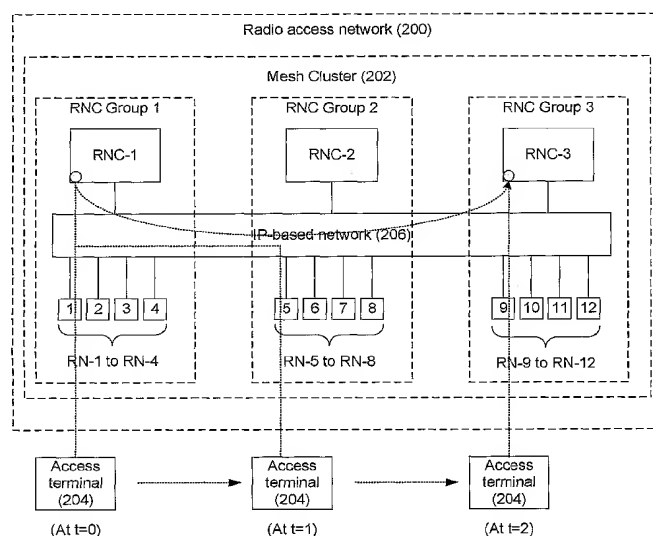 Radio access network (200)
Mesh Cluster (202)
RNC Group 1
RNC Group 2
RNC Group 3
RNC-1
RNC-2
RNC-3
IP-based network (206)
1 2 3 4
5 6 7 8
9 10 11 12
RN-1 to RN-4
RN-5 to RN-8
RN-9 to RN-12
Access
terminal
(204)
Access
terminal
(204)
Access
terminal
(204)
(At t=0)
(At t=1)
(At t=2)